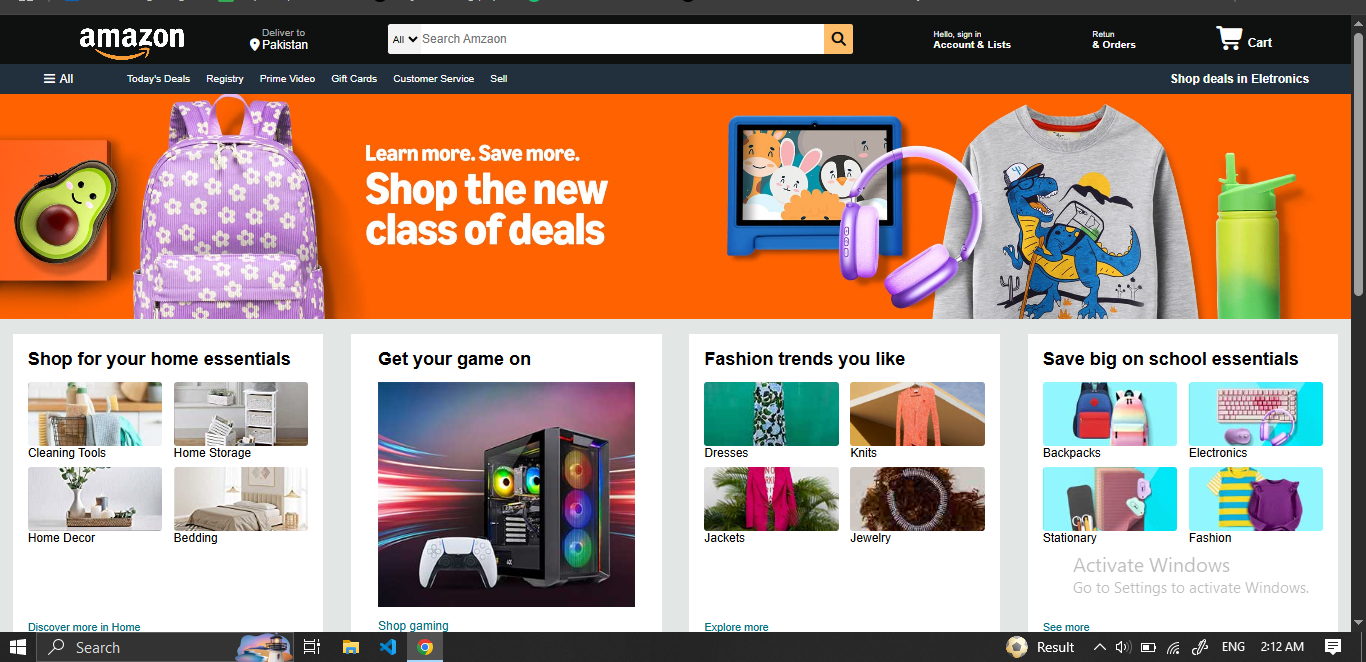 amazon
Deliver to
Pakistan
All
Search Amzaon
Hello, sign in
Account & Lists
Retun
& Orders
Cart
All
Today's Deals
Registry
Prime Video
Gift Cards
Customer Service
Sell
Shop deals in Eletronics
Learn more. Save more.
Shop the new
class of deals
Shop for your home essentials
Cleaning Tools
Home Storage
Home Decor
Bedding
Discover more in Home
Get your game on
Shop gaming
Fashion trends you like
Dresses
Knits
Jackets
Jewelry
Explore more
Save big on school essentials
Backpacks
Electronics
Stationary
Fashion
See more
Activate Windows
Go to Settings to activate Windows.
Search
Result
ENG
2:12 AM